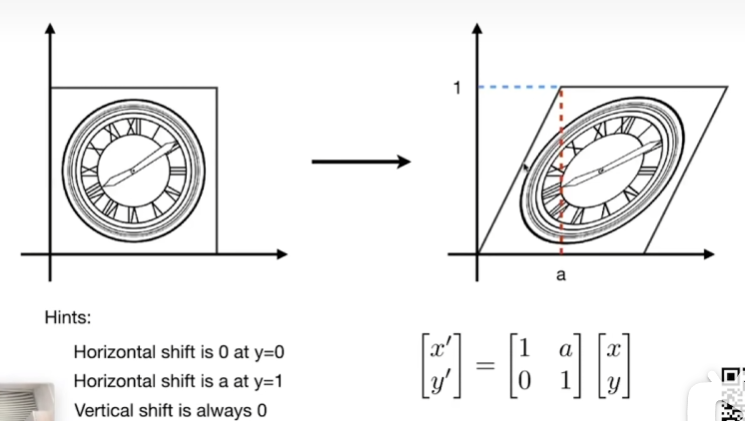 1
a
Hints:
Horizontal shift is 0 at y=0
Horizontal shift is a at y=1
Vertical shift is always 0
[x′ y′] = [1 a 0 1] [x y]